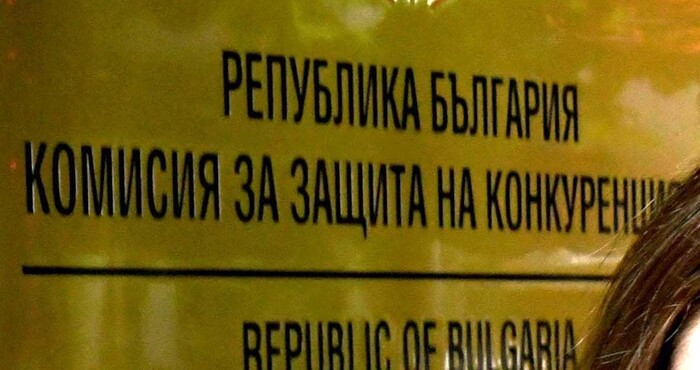 РЕПУБЛИКА БЪЛГАРИЯ
КОМИСИЯ ЗА ЗАЩИТА НА
REPUBLIC OF BULGARIA